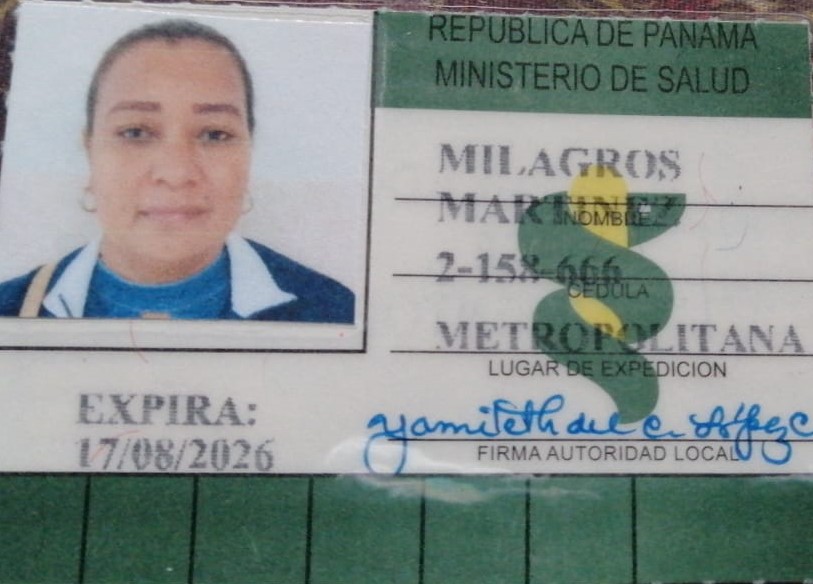 REPUBLICA DE PANAMA
MINISTERIO DE SALUD
MILAGROS
MARTINEZ
NOMBRE
2-158-666
CEDULA
METROPOLITANA
LUGAR DE EXPEDICION
EXPIRA:
17/08/2026
Yamileth del C. López C
FIRMA AUTORIDAD LOCAL